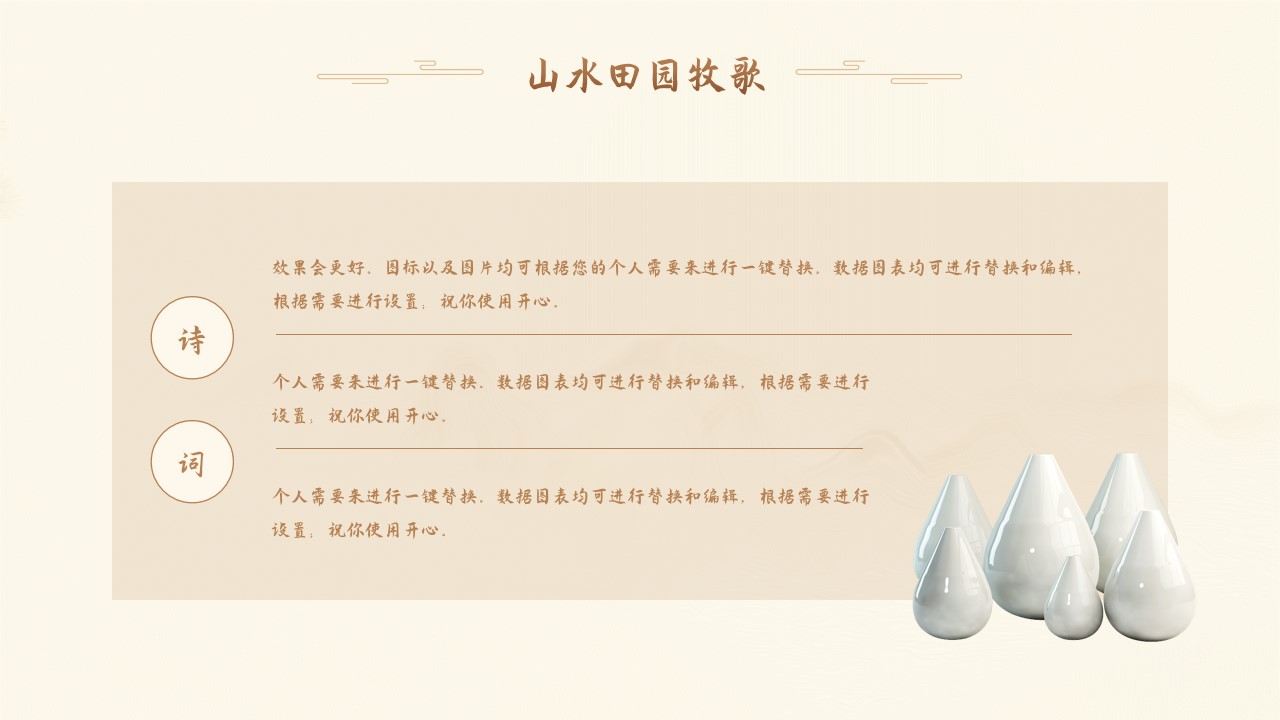 山水田园牧歌
效果会更好。图标以及图片均可根据您的个人需要来进行一键替换。数据图表均可进行替换和编辑，
根据需要进行设置，祝你使用开心。
诗
个人需要来进行一键替换。数据图表均可进行替换和编辑，根据需要进行
设置，祝你使用开心。
词
个人需要来进行一键替换。数据图表均可进行替换和编辑，根据需要进行
设置，祝你使用开心。